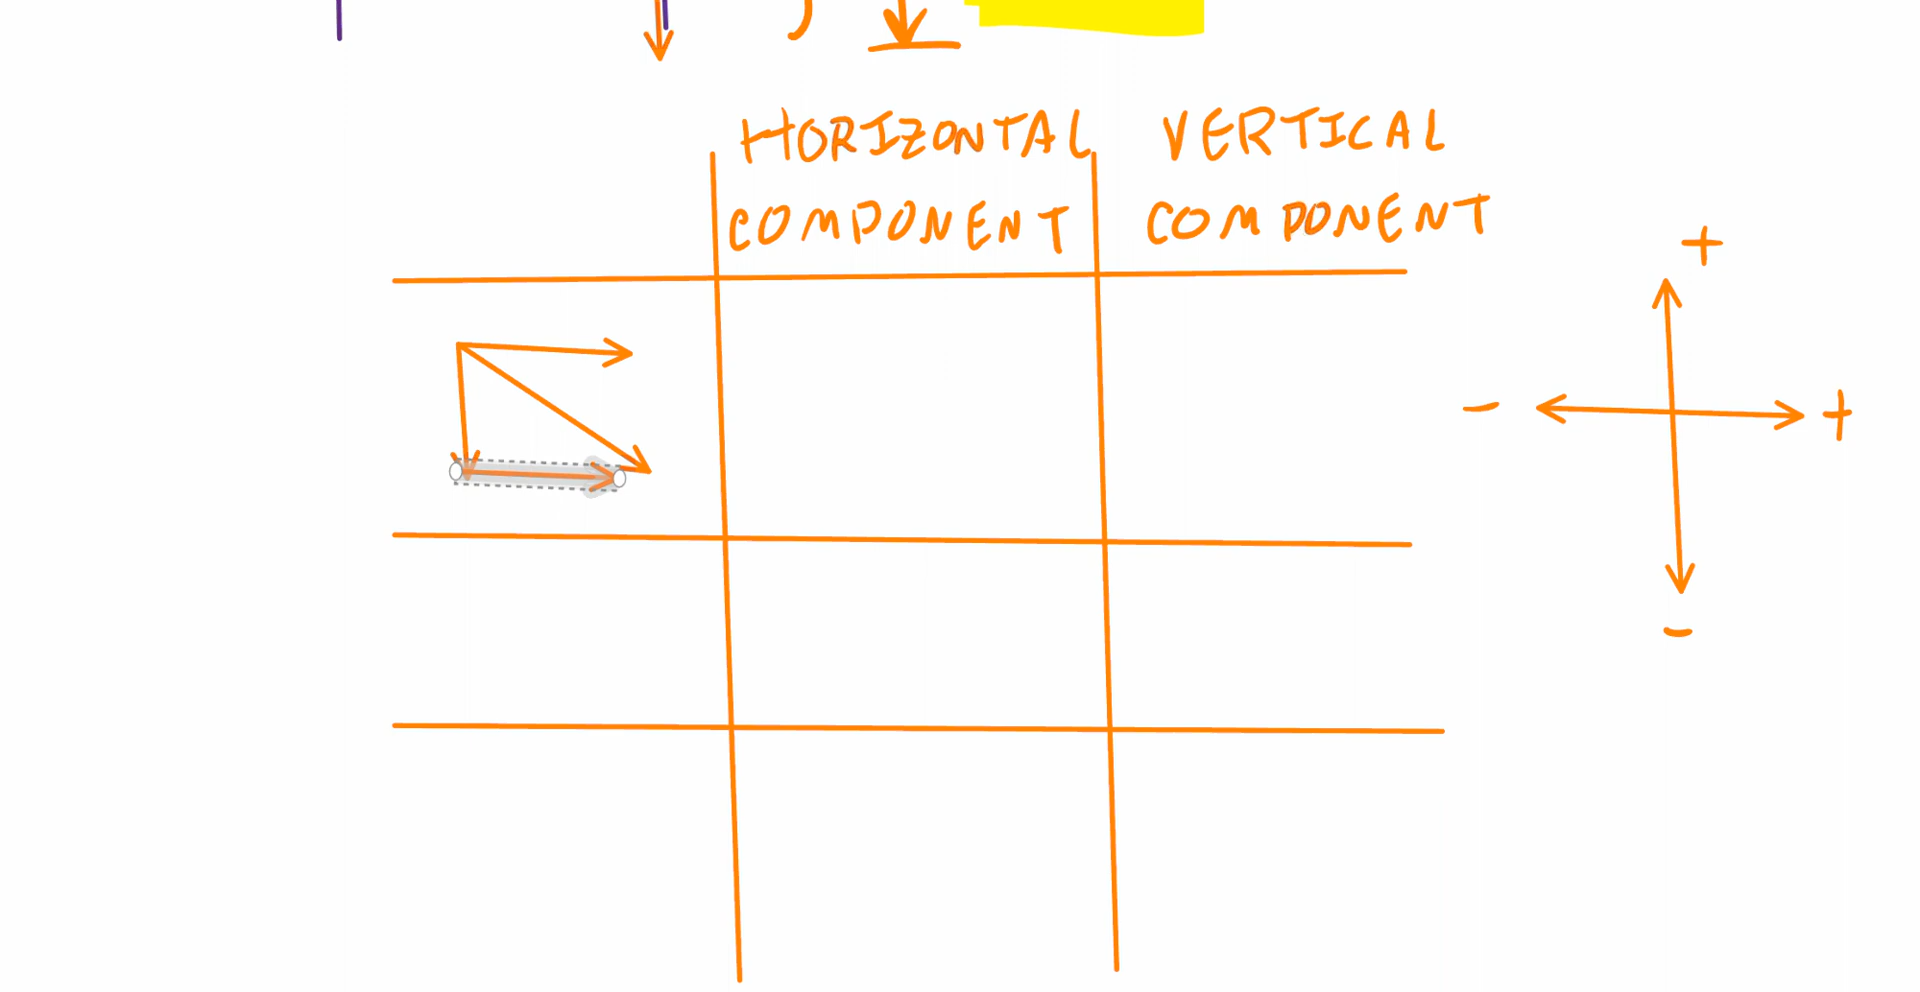 HORIZONTAL
COMPONENT
VERTICAL
COMPONENT
+
- +
-